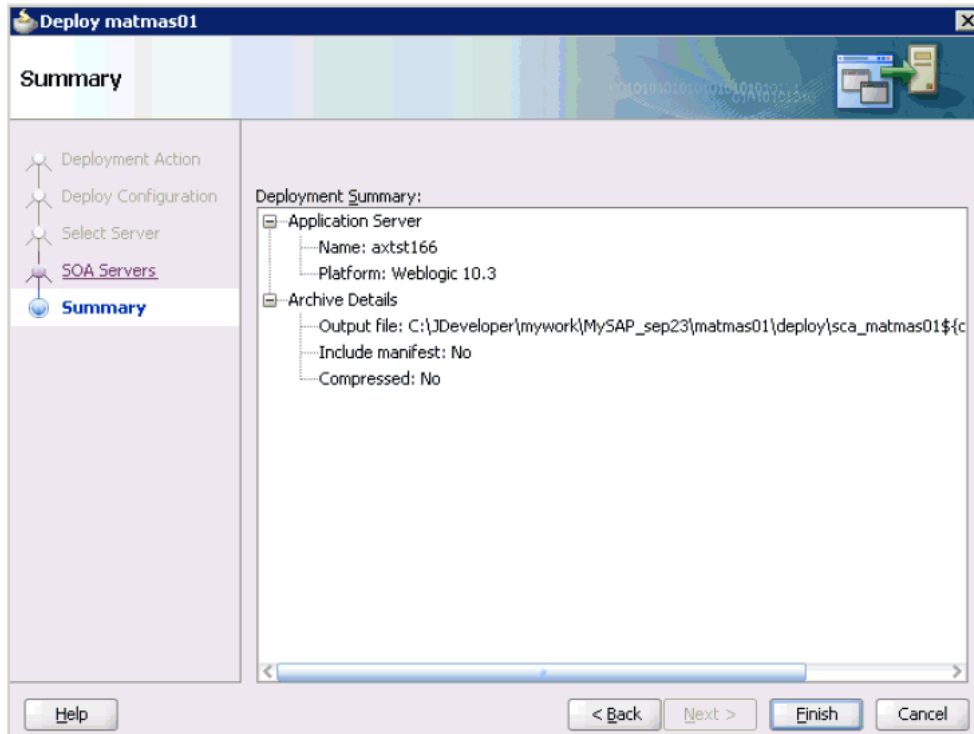 Deploy matmas01
Summary
Deployment Action
Deploy Configuration
Select Server
SOA Servers
Summary
Deployment Summary:
Application Server
Name: axtst166
Platform: Weblogic 10.3
Archive Details
Output file: C:\JDeveloper\mywork\MySAP_sep23\matmas01\deploy\sca_matmas01${c
Include manifest: No
Compressed: No
Help
< Back
Next >
Finish
Cancel